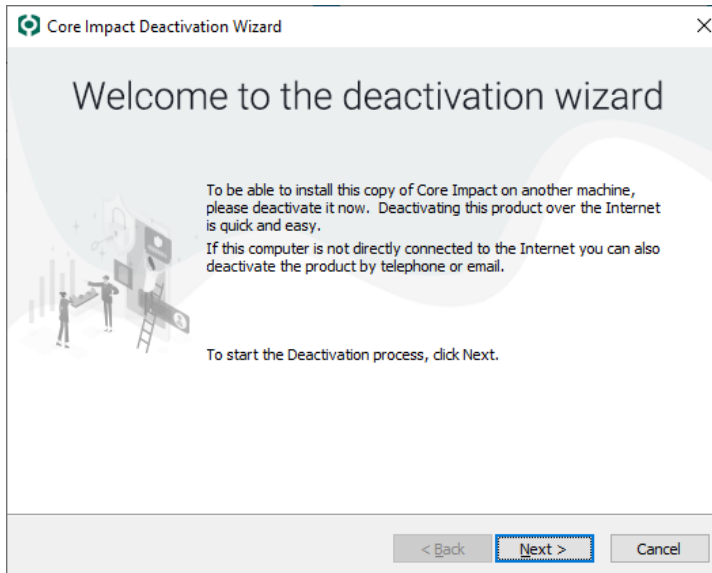 Core Impact Deactivation Wizard
Welcome to the deactivation wizard
To be able to install this copy of Core Impact on another machine,
please deactivate it now.  Deactivating this product over the Internet
is quick and easy.
If this computer is not directly connected to the Internet you can also
deactivate the product by telephone or email.
To start the Deactivation process, click Next.
< Back Next > Cancel